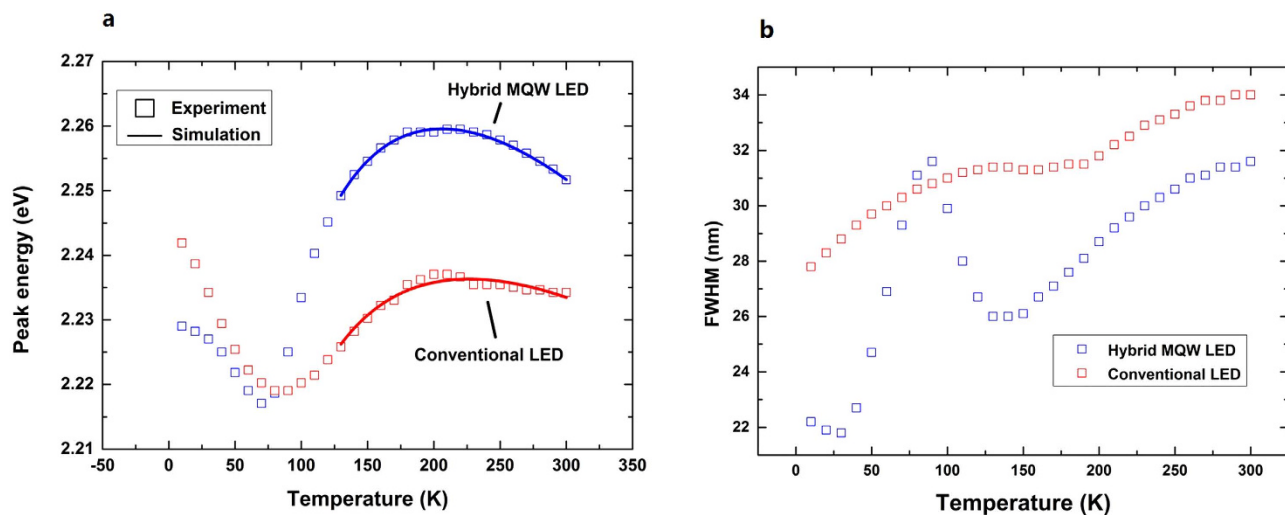 a
2.27
2.26
2.25
2.24
2.23
2.22
2.21
-50 0 50 100 150 200 250 300 350
Peak energy (eV)
Temperature (K)
Experiment
Simulation
Hybrid MQW LED
Conventional LED
b
34
32
30
28
26
24
22
0 50 100 150 200 250 300
FWHM (nm)
Temperature (K)
Hybrid MQW LED
Conventional LED